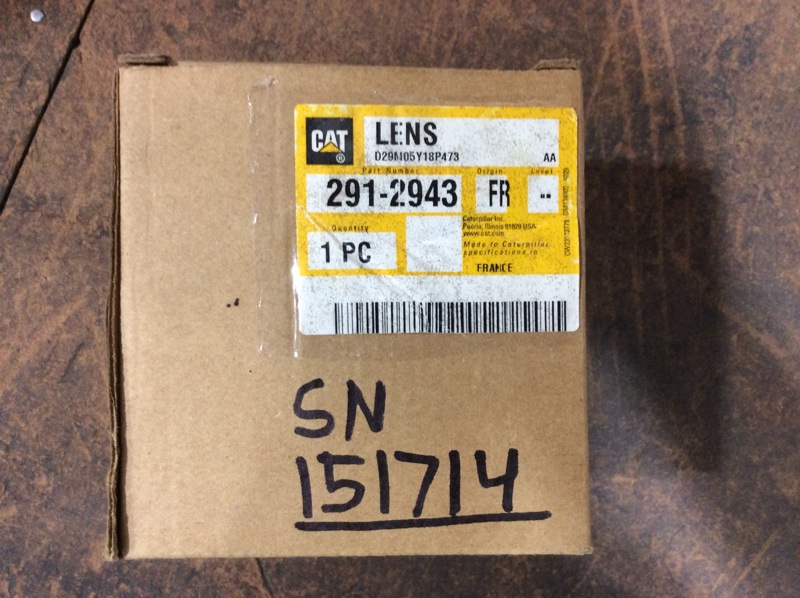 CAT
®
LENS
D29M05Y18P473
AA
Part Number
Origin
Level
291-2943
FR
--
Caterpillar Inc.
Peoria, Illinois 61629 USA
www.cat.com
Quantity
1 PC
Made to Caterpillar
specifications in
FRANCE
SN
151714